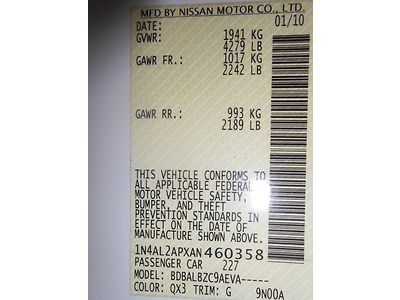 MFD BY NISSAN MOTOR CO., LTD.
DATE: 01/10
GVWR: 1941 KG
4279 LB
GAWR FR.: 1017 KG
2242 LB
GAWR RR.: 993 KG
2189 LB
THIS VEHICLE CONFORMS TO
ALL APPLICABLE FEDERAL
MOTOR VEHICLE SAFETY,
BUMPER, AND THEFT
PREVENTION STANDARDS IN
EFFECT ON THE DATE OF
MANUFACTURE SHOWN ABOVE.
1N4AL2APXAN460358
PASSENGER CAR 227
MODEL: BDBALBZC9AEVA-----
COLOR: QX3 TRIM: G 9N00A